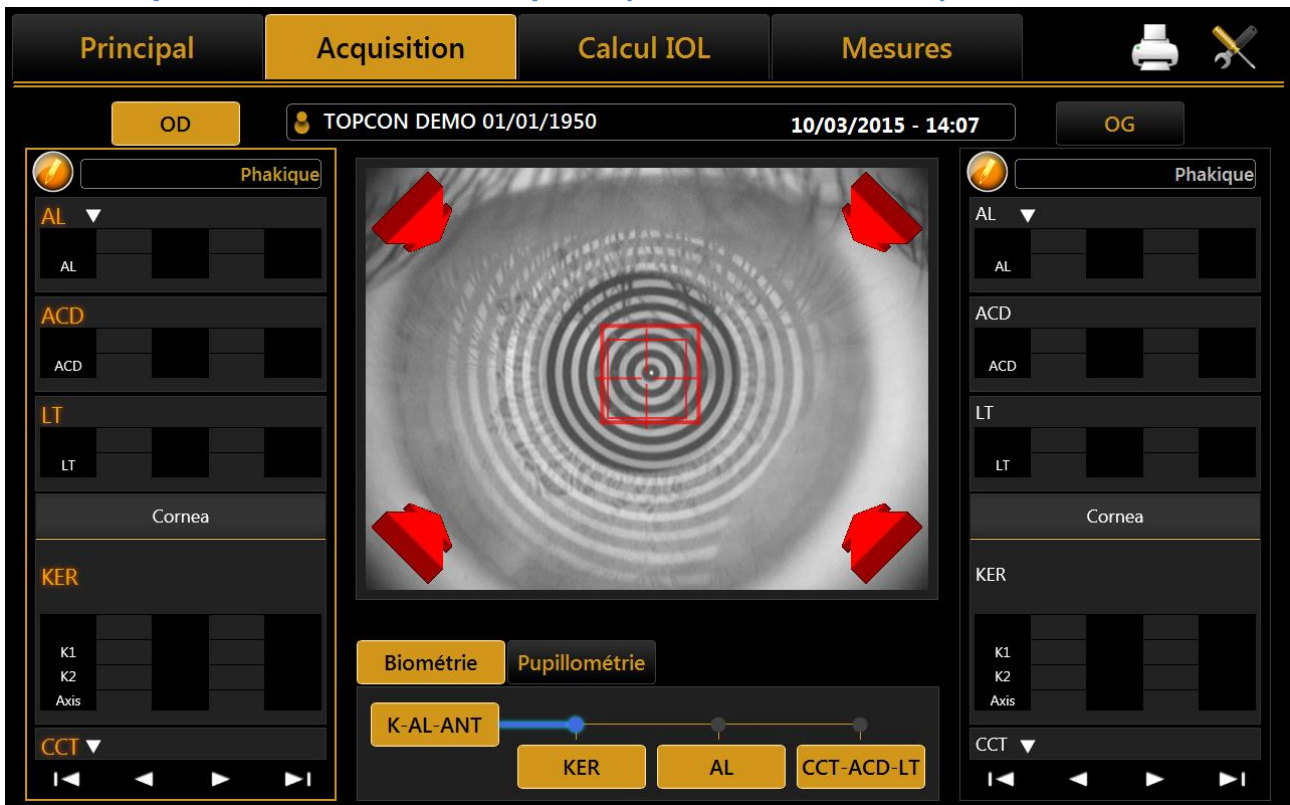 Principal Acquisition Calcul IOL Mesures
OD TOPCON DEMO 01/01/1950 10/03/2015 - 14:07 OG
Phakique
AL
AL
ACD
ACD
LT
LT
Cornea
KER
K1
K2
Axis
CCT
Biométrie Pupillométrie
K-AL-ANT
KER AL CCT-ACD-LT
Phakique
AL
AL
ACD
ACD
LT
LT
Cornea
KER
K1
K2
Axis
CCT